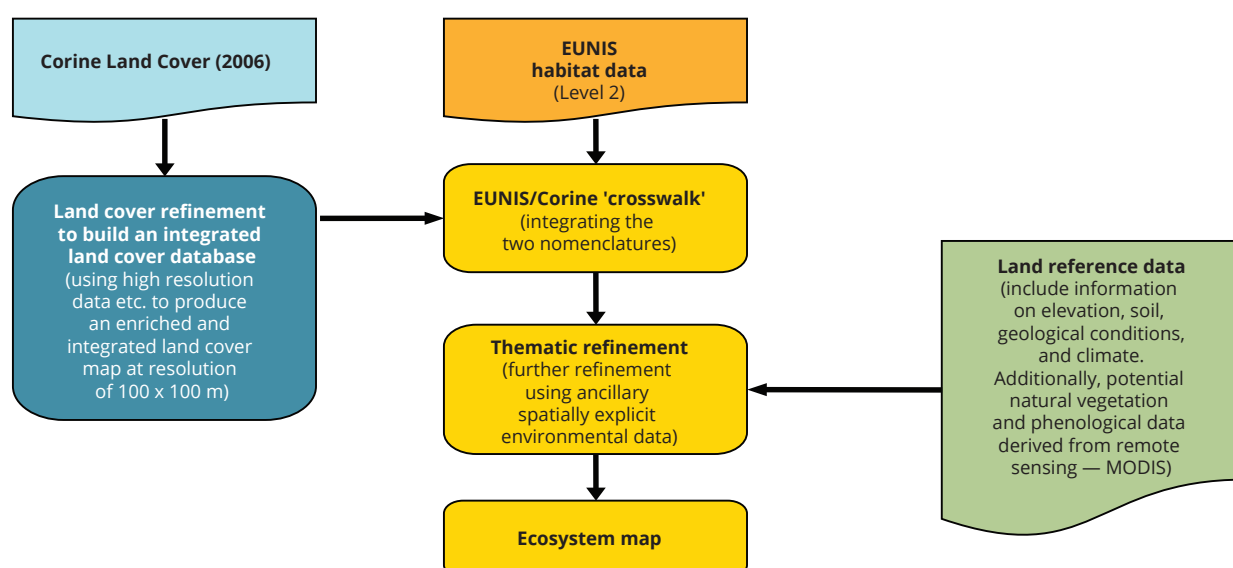 Corine Land Cover (2006)
EUNIS
habitat data
(Level 2)
Land cover refinement
to build an integrated
land cover database
(using high resolution
data etc. to produce
an enriched and
integrated land cover
map at resolution
of 100 x 100 m)
EUNIS/Corine 'crosswalk'
(integrating the
two nomenclatures)
Thematic refinement
(further refinement
using ancillary
spatially explicit
environmental data)
Land reference data
(include information
on elevation, soil,
geological conditions,
and climate.
Additionally, potential
natural vegetation
and phenological data
derived from remote
sensing — MODIS)
Ecosystem map